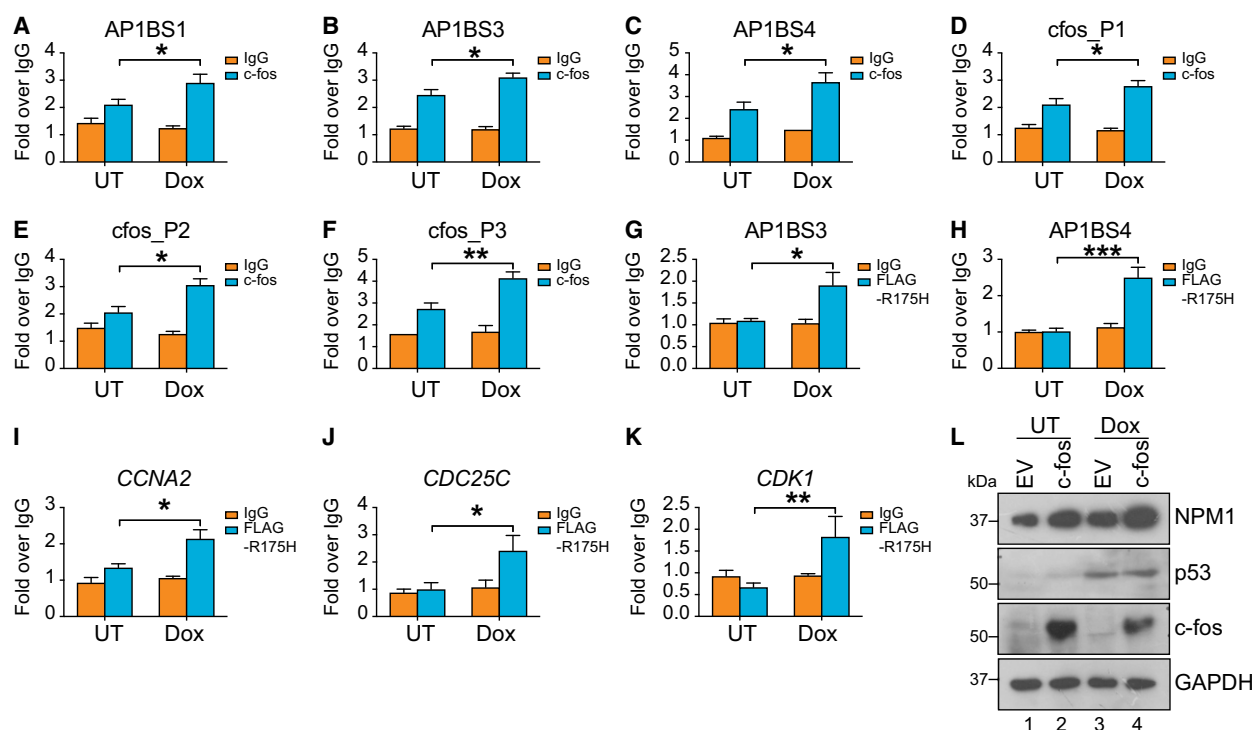 A
AP1BS1
Fold over IgG
4
3
2
1
0
*
IgG
c-fos
UT
Dox
B
AP1BS3
Fold over IgG
4
3
2
1
0
*
IgG
c-fos
UT
Dox
C
AP1BS4
Fold over IgG
5
4
3
2
1
0
*
IgG
c-fos
UT
Dox
D
cfos_P1
Fold over IgG
4
3
2
1
0
*
IgG
c-fos
UT
Dox
E
cfos_P2
Fold over IgG
4
3
2
1
0
*
IgG
c-fos
UT
Dox
F
cfos_P3
Fold over IgG
5
4
3
2
1
0
**
IgG
c-fos
UT
Dox
G
AP1BS3
Fold over IgG
2.5
2.0
1.5
1.0
0.5
0.0
*
IgG
FLAG
-R175H
UT
Dox
H
AP1BS4
Fold over IgG
3
2
1
0
***
IgG
FLAG
-R175H
UT
Dox
I
CCNA2
Fold over IgG
3
2
1
0
*
IgG
FLAG
-R175H
UT
Dox
J
CDC25C
Fold over IgG
4
3
2
1
0
*
IgG
FLAG
-R175H
UT
Dox
K
CDK1
Fold over IgG
2.5
2.0
1.5
1.0
0.5
0.0
**
IgG
FLAG
-R175H
UT
Dox
L
UT Dox
kDa EV c-fos EV c-fos
37 NPM1
50 p53
50 c-fos
37 GAPDH
1 2 3 4